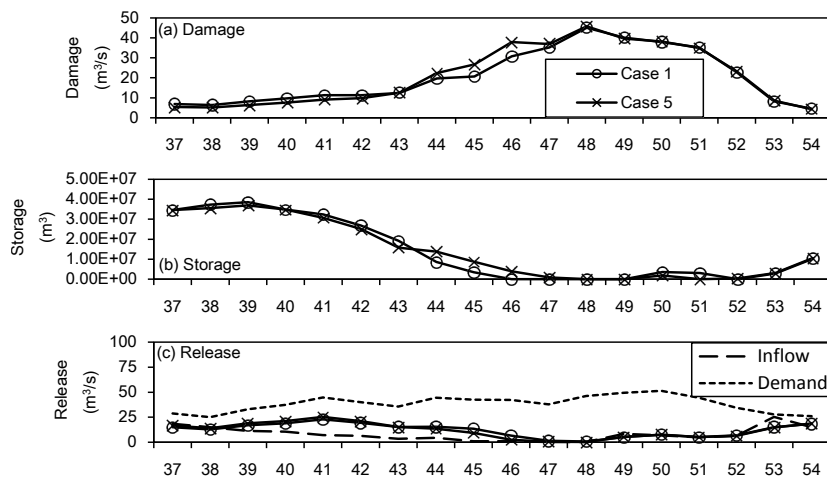 (a) Damage
Damage
(m³/s)
50
40
30
20
10
0
Case 1
Case 5
37 38 39 40 41 42 43 44 45 46 47 48 49 50 51 52 53 54
Storage
(m³)
5.00E+07
4.00E+07
3.00E+07
2.00E+07
1.00E+07
0.00E+00
(b) Storage
37 38 39 40 41 42 43 44 45 46 47 48 49 50 51 52 53 54
(c) Release
Release
(m³/s)
100
75
50
25
0
Inflow
Demand
37 38 39 40 41 42 43 44 45 46 47 48 49 50 51 52 53 54